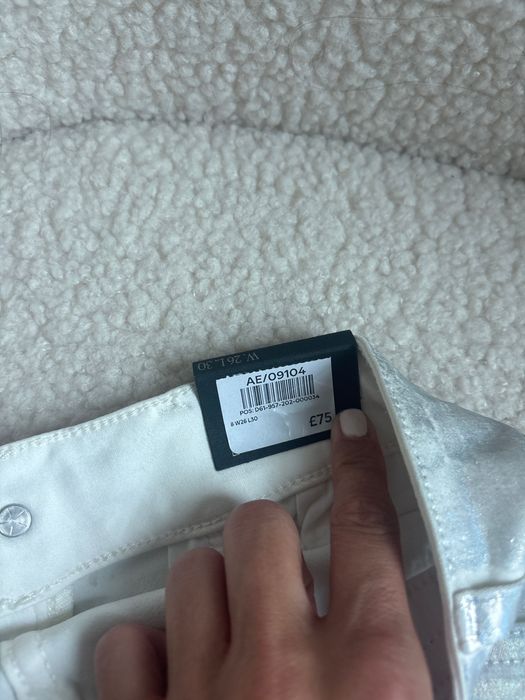 W.26 L.30
AE/09104
POS: D61-957-202-000034
8 W26 L30
£75